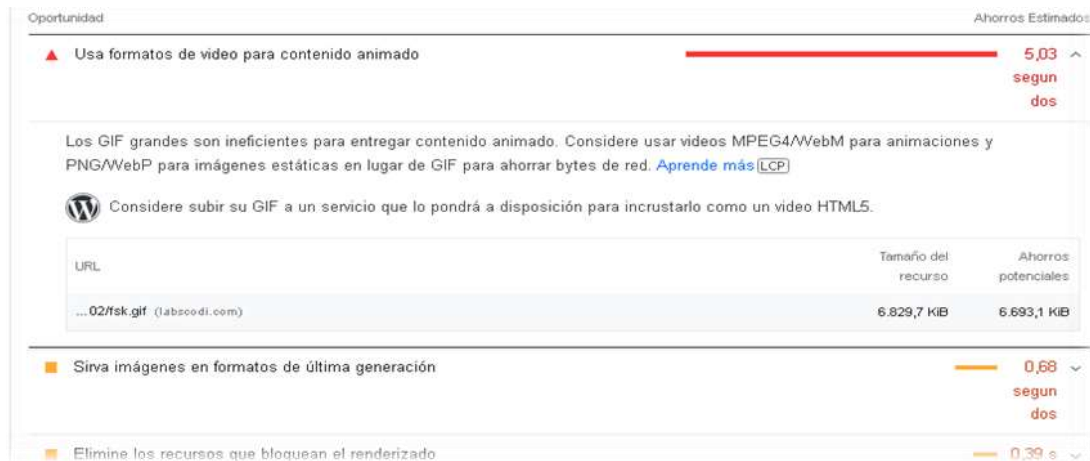 Oportunidad Ahorros Estimados
Usa formatos de video para contenido animado 5,03
segun
dos
Los GIF grandes son ineficientes para entregar contenido animado. Considere usar videos MPEG4/WebM para animaciones y
PNG/WebP para imágenes estáticas en lugar de GIF para ahorrar bytes de red. Aprende más LCP
Considere subir su GIF a un servicio que lo pondrá a disposición para incrustarlo como un video HTML5.
URL Tamaño del Ahorros
recurso potenciales
...02/fsk.gif (labscodi.com) 6.829,7 KiB 6.693,1 KiB
Sirva imágenes en formatos de última generación 0,68
segun
dos
Elimine los recursos que bloquean el renderizado 0,39 s